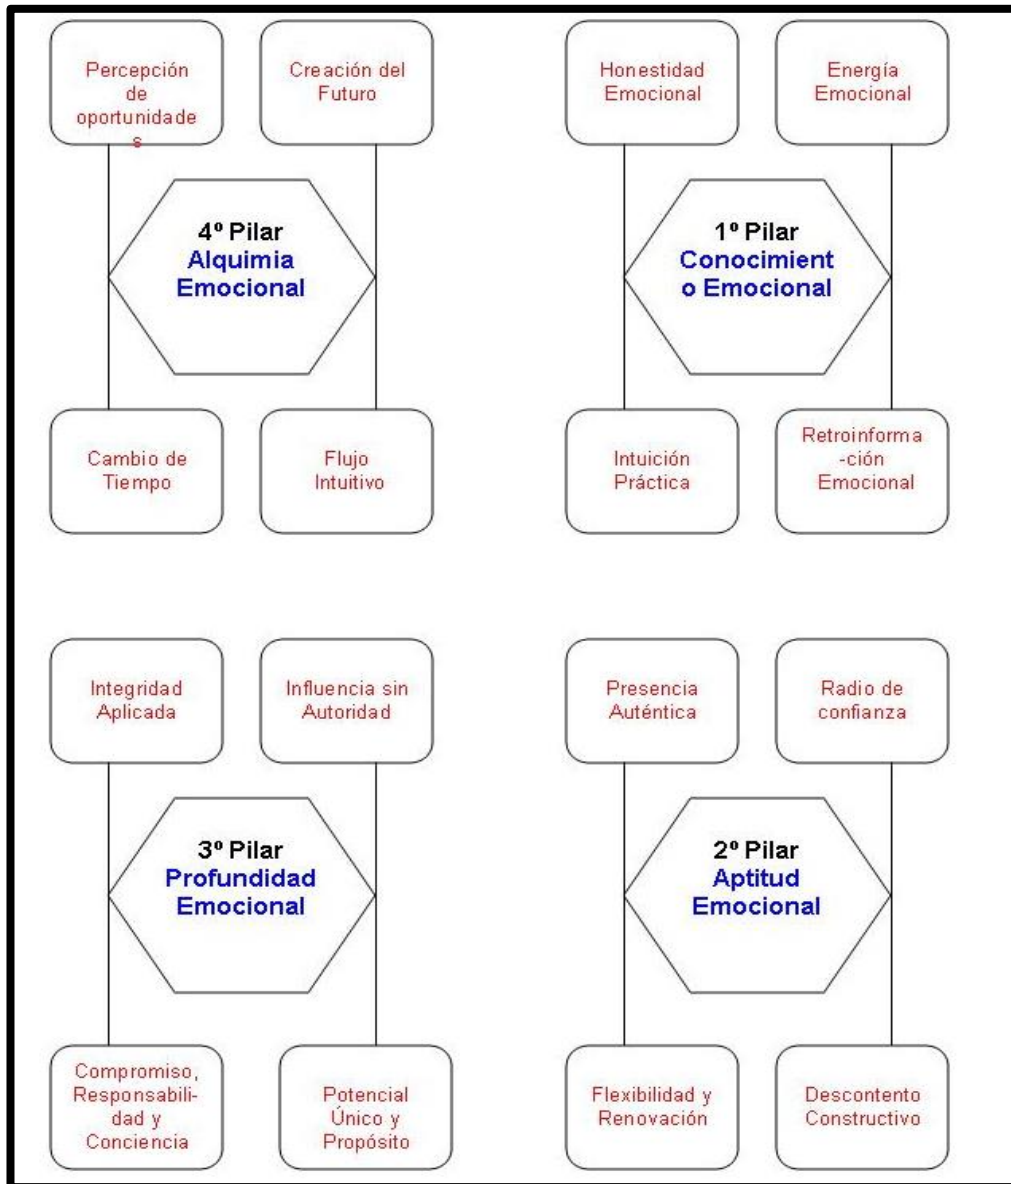 Percepción
de
oportunidade
s
Creación del
Futuro
4º Pilar
Alquimia
Emocional
Cambio de
Tiempo
Flujo
Intuitivo
Honestidad
Emocional
Energía
Emocional
1º Pilar
Conocimient
o Emocional
Intuición
Práctica
Retroinforma
-ción
Emocional
Integridad
Aplicada
Influencia sin
Autoridad
3º Pilar
Profundidad
Emocional
Compromiso,
Responsabili-
dad y
Conciencia
Potencial
Único y
Propósito
Presencia
Auténtica
Radio de
confianza
2º Pilar
Aptitud
Emocional
Flexibilidad y
Renovación
Descontento
Constructivo